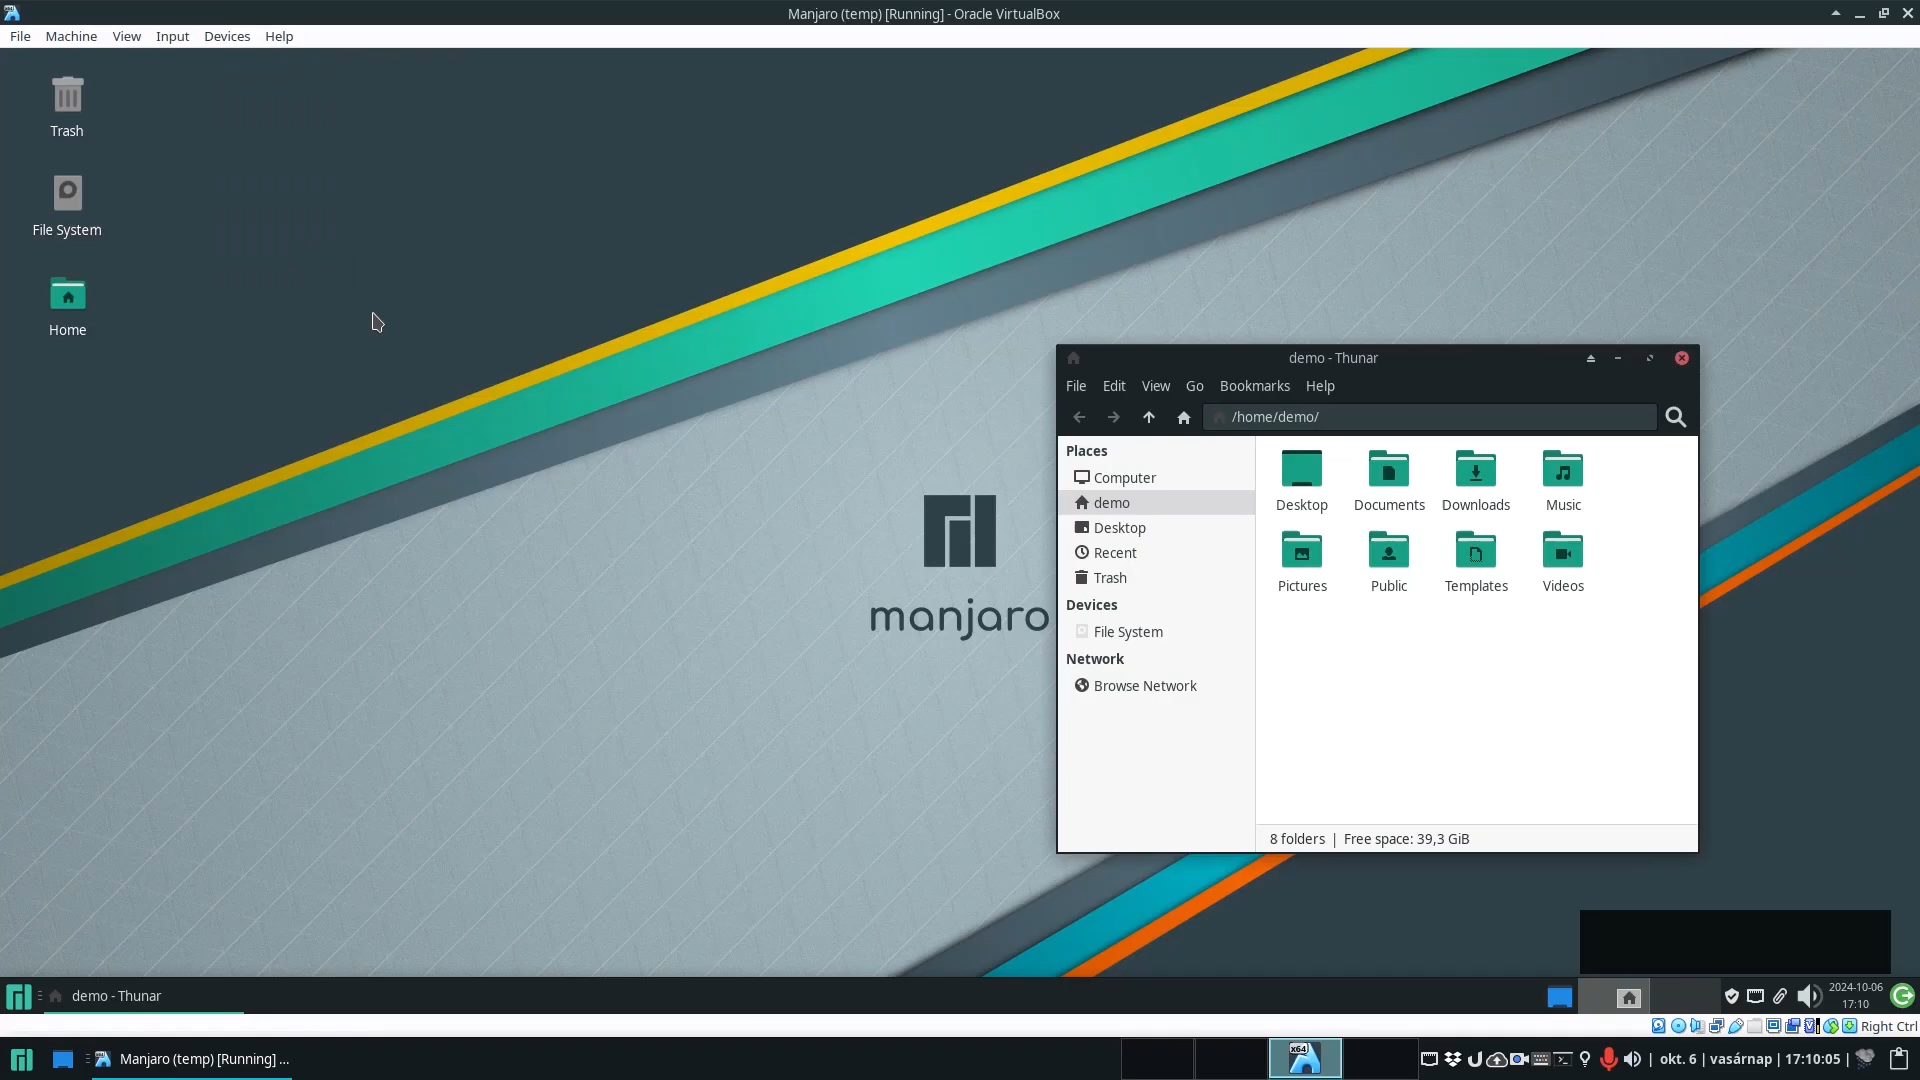 Manjaro (temp) [Running] - Oracle VirtualBox
File Machine View Input Devices Help
Trash
File System
Home
manjaro
demo - Thunar
File Edit View Go Bookmarks Help
/home/demo/
Places
Computer
demo
Desktop
Recent
Trash
Devices
File System
Network
Browse Network
Desktop Documents Downloads Music
Pictures Public Templates Videos
8 folders | Free space: 39,3 GiB
demo - Thunar
2024-10-06
17:10
Right Ctrl
Manjaro (temp) [Running] ...
x64
| okt. 6 | vasárnap | 17:10:05 |